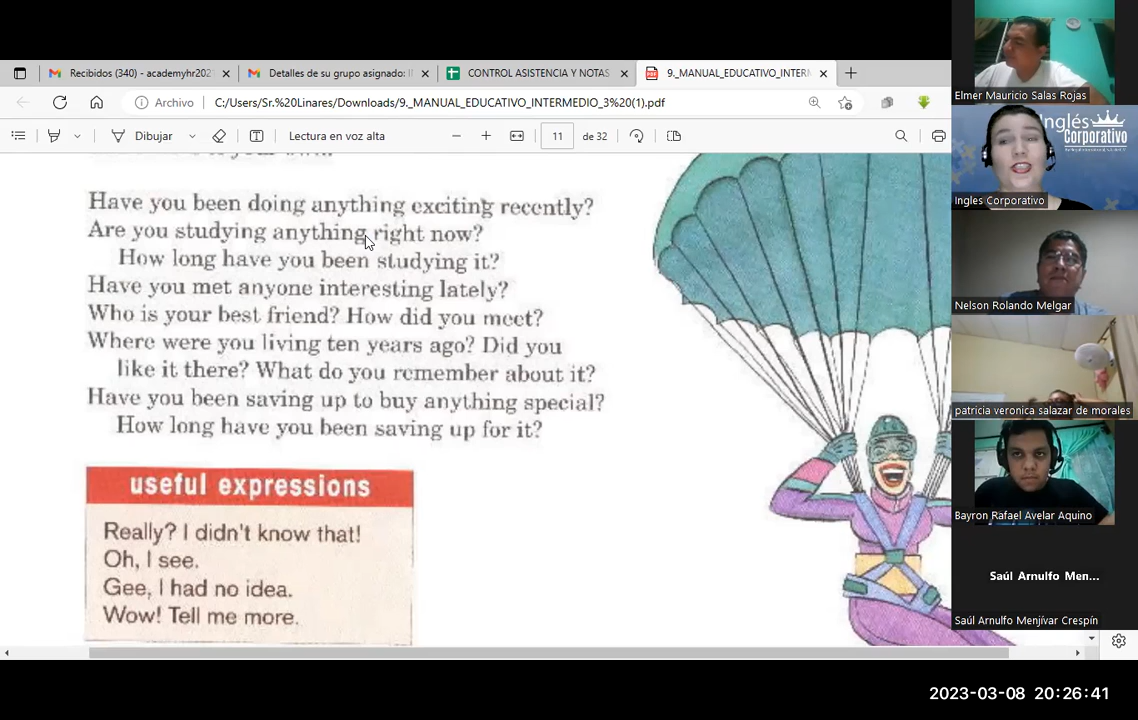 Recibidos (340) - academyhr202
Detalles de su grupo asignado: I
CONTROL ASISTENCIA Y NOTAS
9._MANUAL_EDUCATIVO_INTERM
Archivo
C:/Users/Sr.%20Linares/Downloads/9._MANUAL_EDUCATIVO_INTERMEDIO_3%20(1).pdf
Dibujar
Lectura en voz alta
11
de 32
Have you been doing anything exciting recently?
Are you studying anything right now?
How long have you been studying it?
Have you met anyone interesting lately?
Who is your best friend? How did you meet?
Where were you living ten years ago? Did you
like it there? What do you remember about it?
Have you been saving up to buy anything special?
How long have you been saving up for it?
useful expressions
Really? I didn't know that!
Oh, I see.
Gee, I had no idea.
Wow! Tell me more.
Elmer Mauricio Salas Rojas
Inglés
Corporativo
Ingles Corporativo
Nelson Rolando Melgar
patricia veronica salazar de morales
Bayron Rafael Avelar Aquino
Saúl Arnulfo Men...
Saúl Arnulfo Menjívar Crespín
2023-03-08 20:26:41